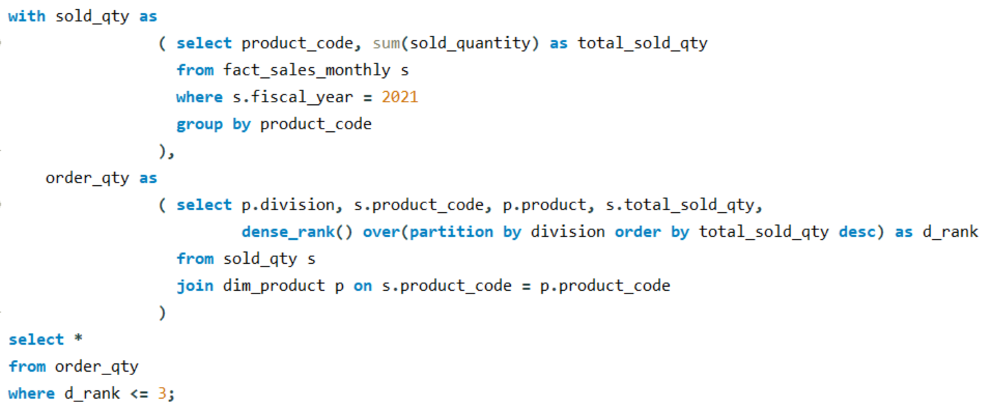 with sold_qty as
( select product_code, sum(sold_quantity) as total_sold_qty
from fact_sales_monthly s
where s.fiscal_year = 2021
group by product_code
),
order_qty as
( select p.division, s.product_code, p.product, s.total_sold_qty,
dense_rank() over(partition by division order by total_sold_qty desc) as d_rank
from sold_qty s
join dim_product p on s.product_code = p.product_code
)
select *
from order_qty
where d_rank <= 3;